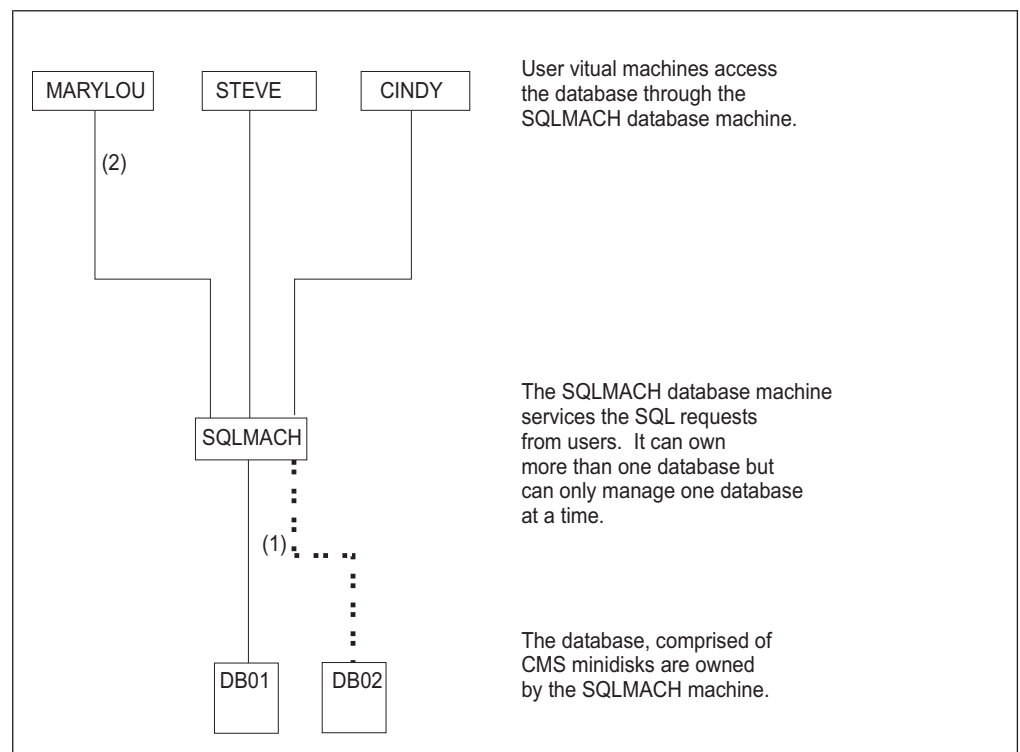 MARYLOU
STEVE
CINDY
User vitual machines access
the database through the
SQLMACH database machine.
(2)
The SQLMACH database machine
services the SQL requests
from users. It can own
more than one database but
can only manage one database
at a time.
SQLMACH
(1)
The database, comprised of
CMS minidisks are owned
by the SQLMACH machine.
DB01
DB02